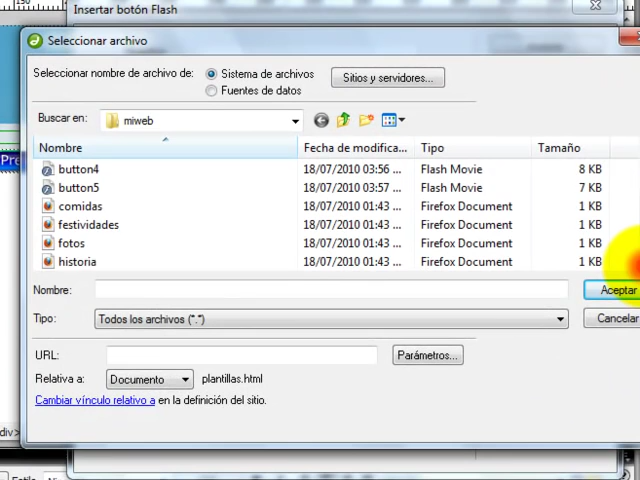 150
Insertar botón Flash
Seleccionar archivo
Seleccionar nombre de archivo de: Sistema de archivos Sitios y servidores...
Fuentes de datos
Buscar en: miweb
Nombre Fecha de modifica... Tipo Tamaño
button4 18/07/2010 03:56 ... Flash Movie 8 KB
button5 18/07/2010 03:57 ... Flash Movie 7 KB
comidas 18/07/2010 01:43 ... Firefox Document 1 KB
festividades 18/07/2010 01:43 ... Firefox Document 1 KB
fotos 18/07/2010 01:43 ... Firefox Document 1 KB
historia 18/07/2010 01:43 ... Firefox Document 1 KB
Pre
Nombre: Aceptar
Tipo: Todos los archivos (*.*) Cancelar
URL: Parámetros...
Relativa a: Documento plantillas.html
Cambiar vínculo relativo a en la definición del sitio.
div>
Estilo